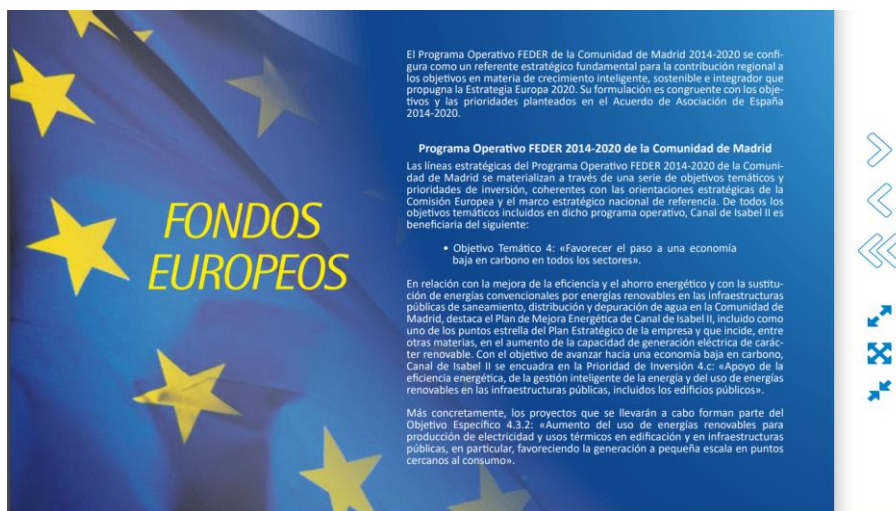 FONDOS
EUROPEOS
El Programa Operativo FEDER de la Comunidad de Madrid 2014-2020 se confi-
gura como un referente estratégico fundamental para la contribución regional a
los objetivos en materia de crecimiento inteligente, sostenible e integrador que
propugna la Estrategia Europa 2020. Su formulación es congruente con los obje-
tivos y las prioridades planteados en el Acuerdo de Asociación de España
2014-2020.
Programa Operativo FEDER 2014-2020 de la Comunidad de Madrid
Las líneas estratégicas del Programa Operativo FEDER 2014-2020 de la Comuni-
dad de Madrid se materializan a través de una serie de objetivos temáticos y
prioridades de inversión, coherentes con las orientaciones estratégicas de la
Comisión Europea y el marco estratégico nacional de referencia. De todos los
objetivos temáticos incluidos en dicho programa operativo, Canal de Isabel II es
beneficiaria del siguiente:
• Objetivo Temático 4: «Favorecer el paso a una economía
baja en carbono en todos los sectores».
En relación con la mejora de la eficiencia y el ahorro energético y con la sustitu-
ción de energías convencionales por energías renovables en las infraestructuras
públicas de saneamiento, distribución y depuración de agua en la Comunidad de
Madrid, destaca el Plan de Mejora Energética de Canal de Isabel II, incluido como
uno de los puntos estrella del Plan Estratégico de la empresa y que incide, entre
otras materias, en el aumento de la capacidad de generación eléctrica de carác-
ter renovable. Con el objetivo de avanzar hacia una economía baja en carbono,
Canal de Isabel II se encuadra en la Prioridad de Inversión 4.c: «Apoyo de la
eficiencia energética, de la gestión inteligente de la energía y del uso de energías
renovables en las infraestructuras públicas, incluidos los edificios públicos».
Más concretamente, los proyectos que se llevarán a cabo forman parte del
Objetivo Específico 4.3.2: «Aumento del uso de energías renovables para
producción de electricidad y usos térmicos en edificación y en infraestructuras
públicas, en particular, favoreciendo la generación a pequeña escala en puntos
cercanos al consumo».